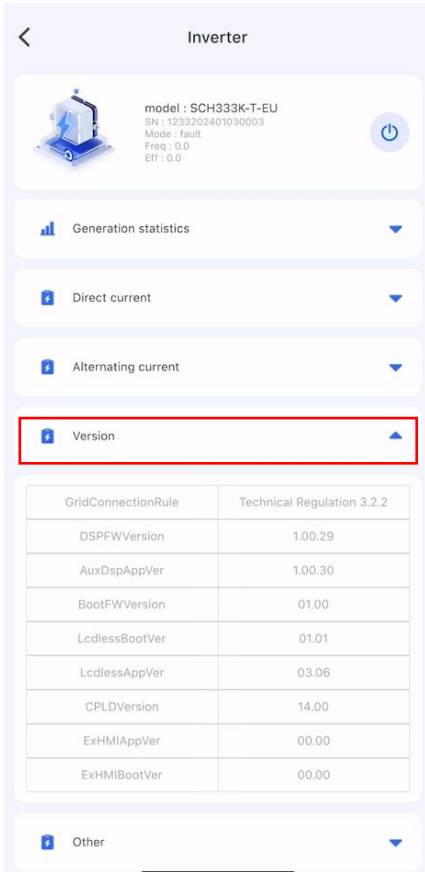 Inverter
model : SCH333K-T-EU
SN : 1233202401030003
Mode : fault
Freq : 0.0
Eff : 0.0
Generation statistics
Direct current
Alternating current
Version
GridConnectionRule Technical Regulation 3.2.2
DSPFWVersion 1.00.29
AuxDspAppVer 1.00.30
BootFWVersion 01.00
LcdlessBootVer 01.01
LcdlessAppVer 03.06
CPLDVersion 14.00
ExHMIAppVer 00.00
ExHMIBootVer 00.00
Other